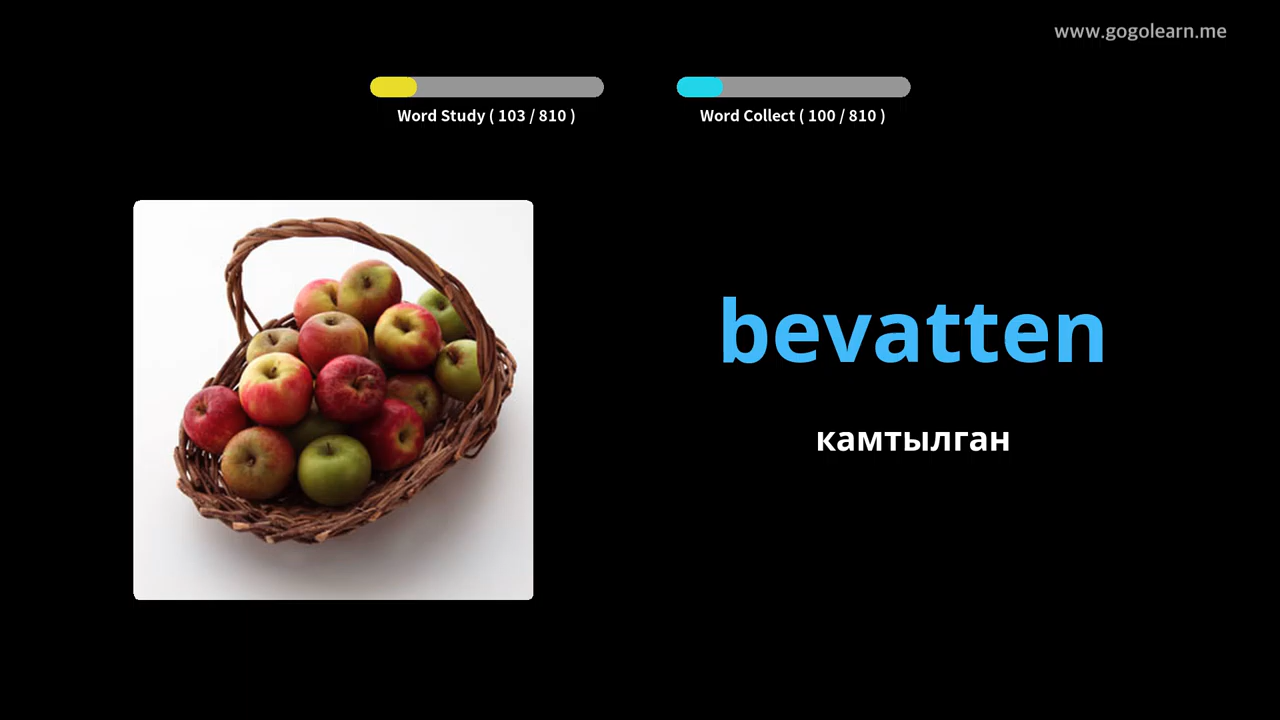 www.gogolearn.me
Word Study ( 103 / 810 )
Word Collect ( 100 / 810 )
bevatten
камтылган